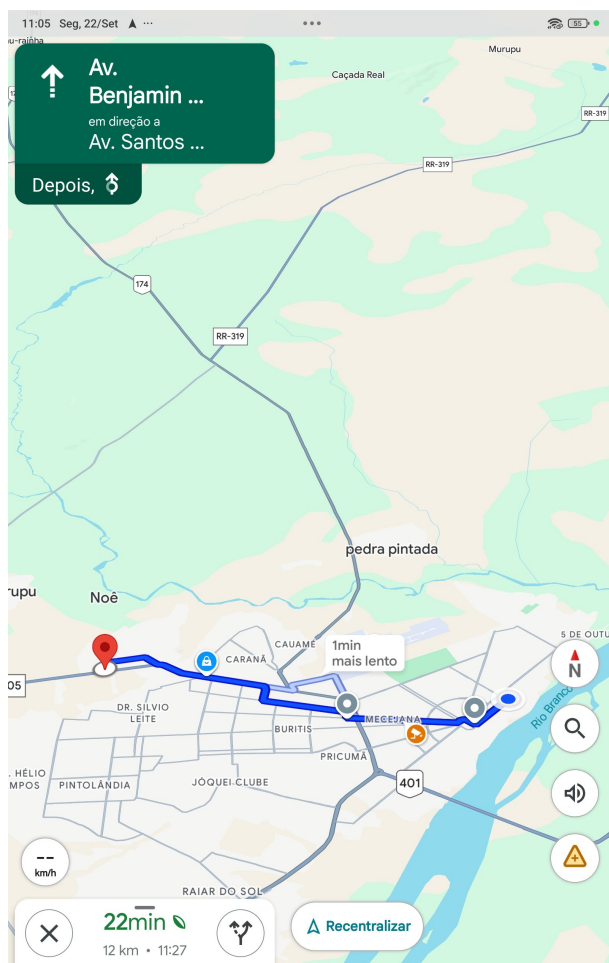 11:05 Seg, 22/Set
55
u-rainha
Murupu
Av.
Benjamin ...
em direção a
Av. Santos ...
Depois,
Caçada Real
RR-319
RR-319
174
RR-319
pedra pintada
rupu
Noê
CAUAMÉ
1min
mais lento
5 DE OUTU
CARANÃ
N
05
DR. SILVIO
LEITE
MECEJANA
Rio Branco
BURITIS
PRICUMÃ
. HÉLIO
MPOS
PINTOLÂNDIA
JÓQUEI CLUBE
401
--
km/h
RAIAR DO SOL
22min
12 km • 11:27
Recentralizar